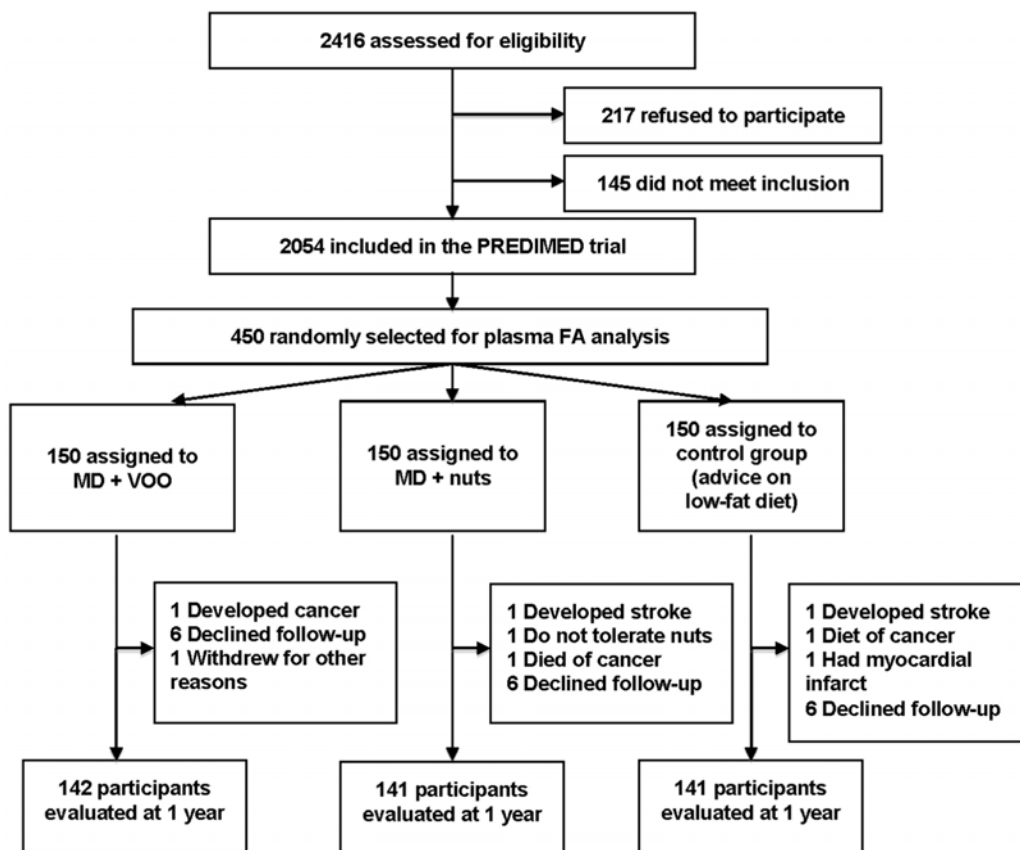 2416 assessed for eligibility
217 refused to participate
145 did not meet inclusion
2054 included in the PREDIMED trial
450 randomly selected for plasma FA analysis
150 assigned to
MD + VOO
150 assigned to
MD + nuts
150 assigned to
control group
(advice on
low-fat diet)
1 Developed cancer
6 Declined follow-up
1 Withdrew for other
reasons
1 Developed stroke
1 Do not tolerate nuts
1 Died of cancer
6 Declined follow-up
1 Developed stroke
1 Diet of cancer
1 Had myocardial
infarct
6 Declined follow-up
142 participants
evaluated at 1 year
141 participants
evaluated at 1 year
141 participants
evaluated at 1 year